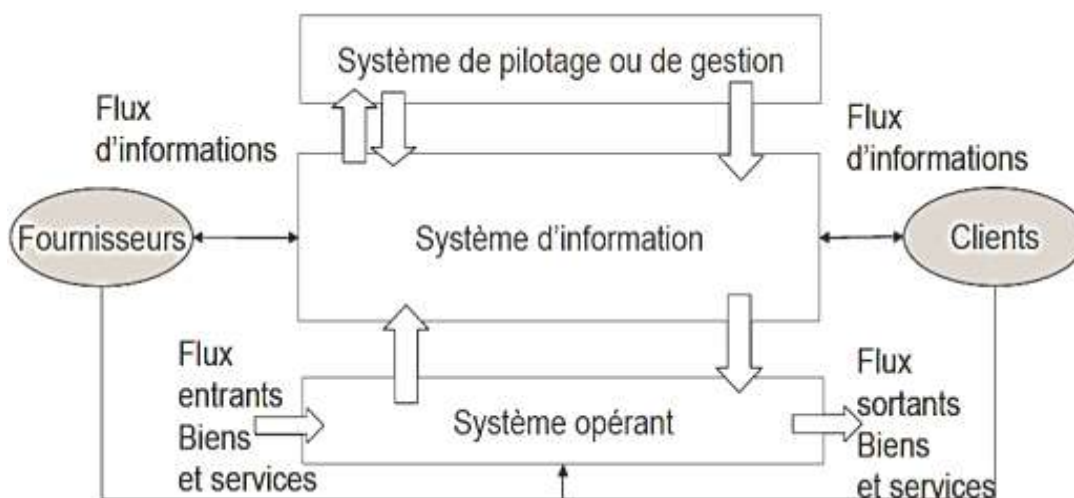 Système de pilotage ou de gestion
Flux
d'informations
Flux
d'informations
Fournisseurs
Système d'information
Clients
Flux
entrants
Biens
et services
Système opérant
Flux
sortants
Biens
et services